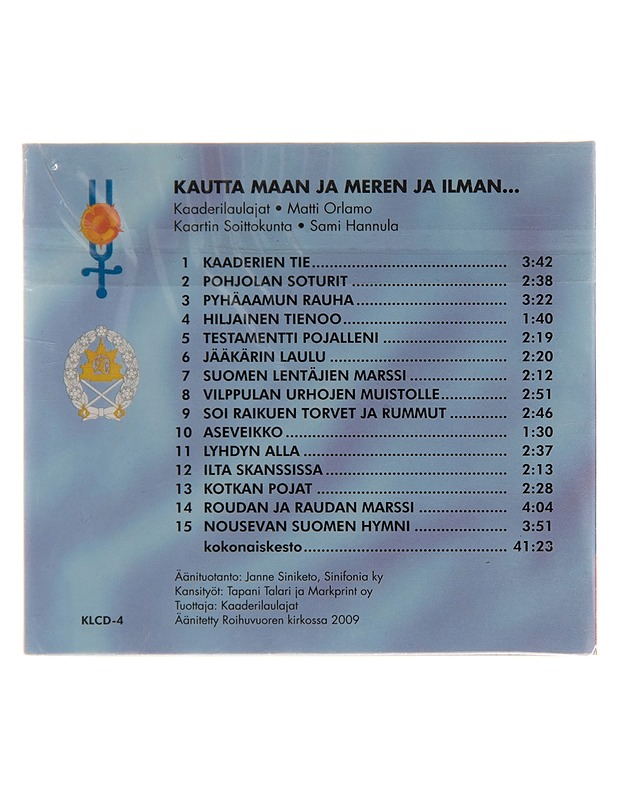 KAUTTA MAAN JA MEREN JA ILMAN...
Kaaderilaulajat • Matti Orlamo
Kaartin Soittokunta • Sami Hannula
1 KAADERIEN TIE 3:42
2 POHJOLAN SOTURIT 2:38
3 PYHÄAAMUN RAUHA 3:22
4 HILJAINEN TIENOO 1:40
5 TESTAMENTTI POJALLENI 2:19
6 JÄÄKÄRIN LAULU 2:20
7 SUOMEN LENTÄJIEN MARSSI 2:12
8 VILPPULAN URHOJEN MUISTOLLE 2:51
9 SOI RAIKUEN TORVET JA RUMMUT 2:46
10 ASEVEIKKO 1:30
11 LYHDYN ALLA 2:37
12 ILTA SKANSSISSA 2:13
13 KOTKAN POJAT 2:28
14 ROUDAN JA RAUDAN MARSSI 4:04
15 NOUSEVAN SUOMEN HYMNI 3:51
kokonaiskesto 41:23
Äänituotanto: Janne Siniketo, Sinifonia ky
Kansityöt: Tapani Talari ja Markprint oy
Tuottaja: Kaaderilaulajat
KLCD-4 Äänitetty Roihuvuoren kirkossa 2009